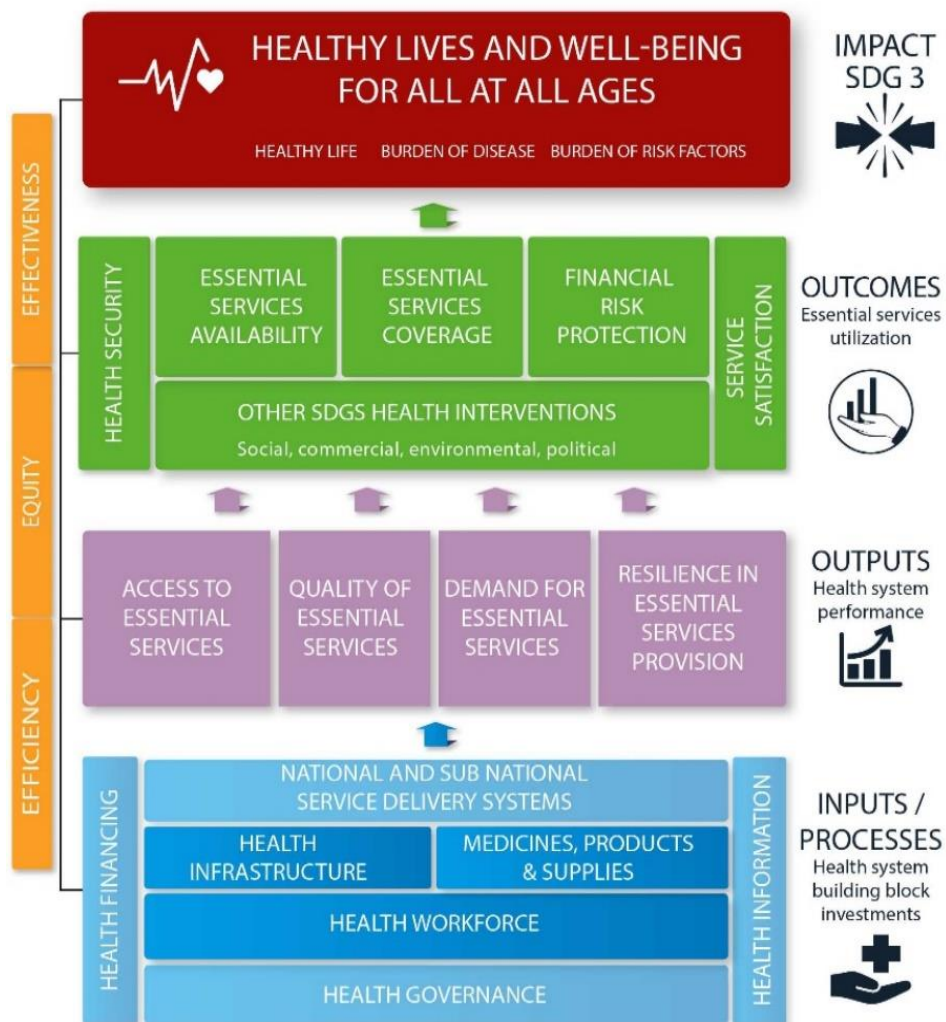 HEALTHY LIVES AND WELL-BEING
FOR ALL AT ALL AGES
HEALTHY LIFE BURDEN OF DISEASE BURDEN OF RISK FACTORS
IMPACT
SDG 3
EFFECTIVENESS
EQUITY
EFFICIENCY
HEALTH SECURITY
ESSENTIAL
SERVICES
AVAILABILITY
ESSENTIAL
SERVICES
COVERAGE
FINANCIAL
RISK
PROTECTION
OTHER SDGS HEALTH INTERVENTIONS
Social, commercial, environmental, political
SERVICE
SATISFACTION
OUTCOMES
Essential services
utilization
ACCESS TO
ESSENTIAL
SERVICES
QUALITY OF
ESSENTIAL
SERVICES
DEMAND FOR
ESSENTIAL
SERVICES
RESILIENCE IN
ESSENTIAL
SERVICES
PROVISION
OUTPUTS
Health system
performance
HEALTH FINANCING
NATIONAL AND SUB NATIONAL
SERVICE DELIVERY SYSTEMS
HEALTH
INFRASTRUCTURE
MEDICINES, PRODUCTS
& SUPPLIES
HEALTH WORKFORCE
HEALTH GOVERNANCE
HEALTH INFORMATION
INPUTS /
PROCESSES
Health system
building block
investments